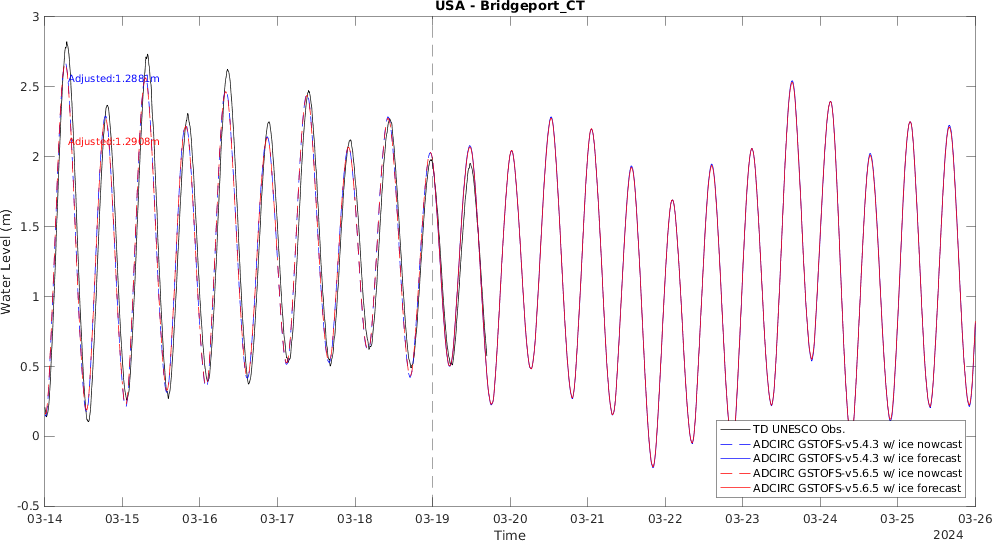 USA - Bridgeport_CT
3
2.5
2
1.5
1
0.5
0
-0.5
Water Level (m)
Adjusted:1.2881m
Adjusted:1.2908m
TD UNESCO Obs.
ADCIRC GSTOFS-v5.4.3 w/ ice nowcast
ADCIRC GSTOFS-v5.4.3 w/ ice forecast
ADCIRC GSTOFS-v5.6.5 w/ ice nowcast
ADCIRC GSTOFS-v5.6.5 w/ ice forecast
03-14 03-15 03-16 03-17 03-18 03-19 03-20 03-21 03-22 03-23 03-24 03-25 03-26
Time
2024